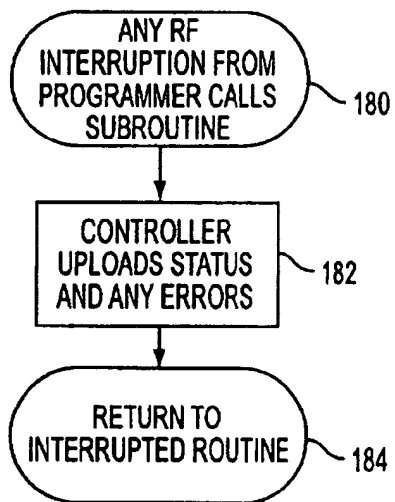 ANY RF
INTERRUPTION FROM
PROGRAMMER CALLS
SUBROUTINE
180
CONTROLLER
UPLOADS STATUS
AND ANY ERRORS
182
RETURN TO
INTERRUPTED ROUTINE
184